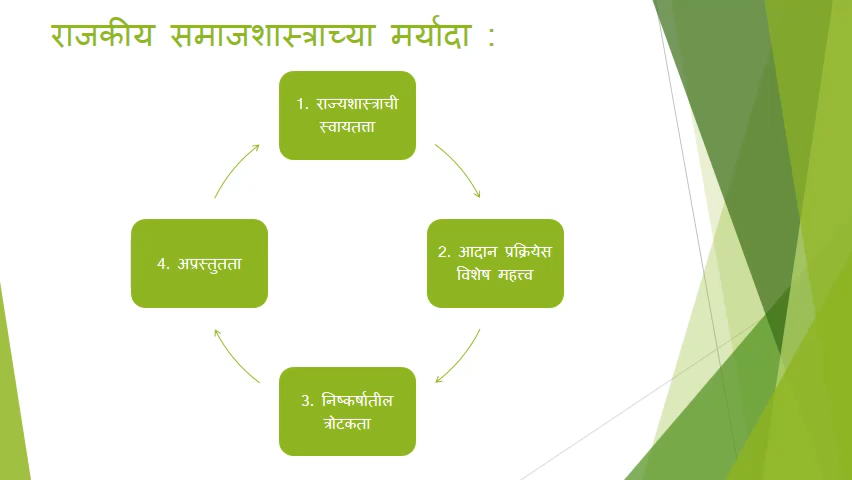 राजकीय समाजशास्त्राच्या मर्यादा :
1. राज्यशास्त्राची
स्वायतत्ता
2. आदान प्रक्रियेस
विशेष महत्त्व
3. निष्कर्षातील
त्रोटकता
4. अप्रस्तुतता